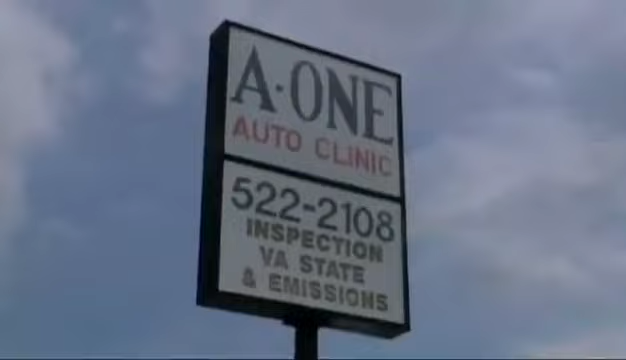 A·ONE
AUTO CLINIC
522-2108
INSPECTION
VA STATE
& EMISSIONS